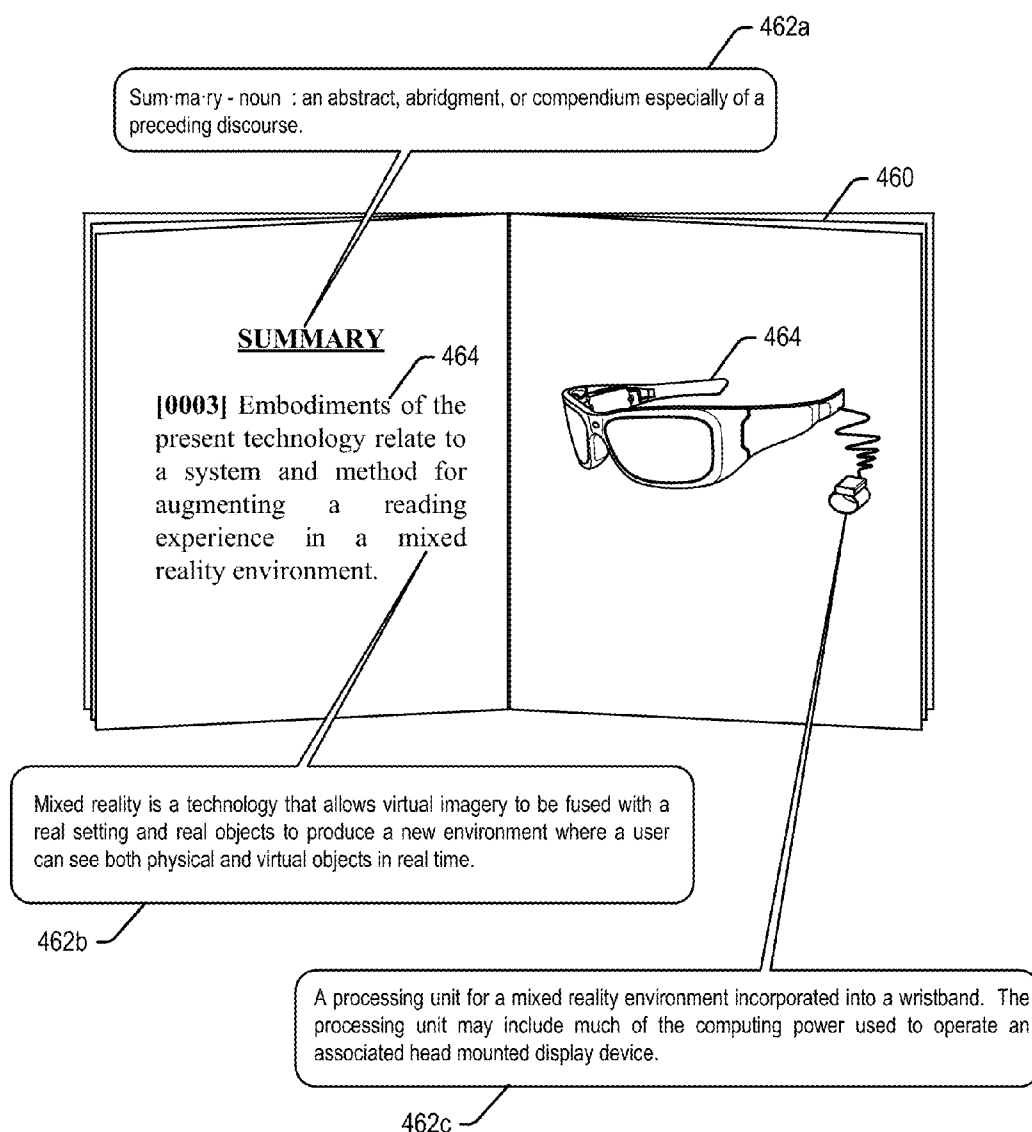 462a
Sum·ma·ry - noun : an abstract, abridgment, or compendium especially of a
preceding discourse.
460
SUMMARY
464
[0003] Embodiments of the
present technology relate to
a system and method for
augmenting a reading
experience in a mixed
reality environment.
464
Mixed reality is a technology that allows virtual imagery to be fused with a
real setting and real objects to produce a new environment where a user
can see both physical and virtual objects in real time.
462b
A processing unit for a mixed reality environment incorporated into a wristband. The
processing unit may include much of the computing power used to operate an
associated head mounted display device.
462c